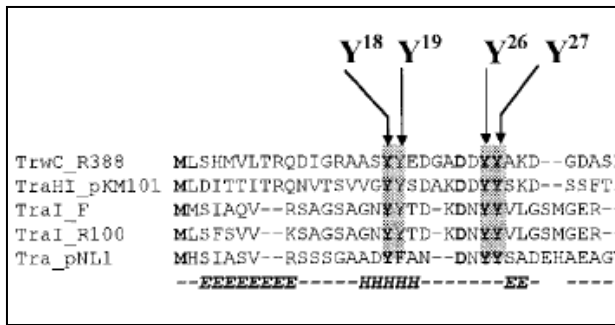 Y18 Y19 Y26 Y27
TrwC_R388 MLSHMVLTRQDIGRAASYYEDGADDYYAKD--GDAS
TraHI_pKM101 MLDITTITRQNVTSVVGYYSDAKDDYYSKD--SSFT
TraI_F MMSIAQV--RSAGSAGNYYTD-KDNYYVLGSMGER-
TraI_R100 MLSFSVV--KSAGSAGNYYTD-KDNYYVLGSMGER-
Tra_pNL1 MHSIASV--RSSSGAADYFAN--DNYYSADEHAEAG
--EEEEEEEE-----HHHHH------EE-- ----